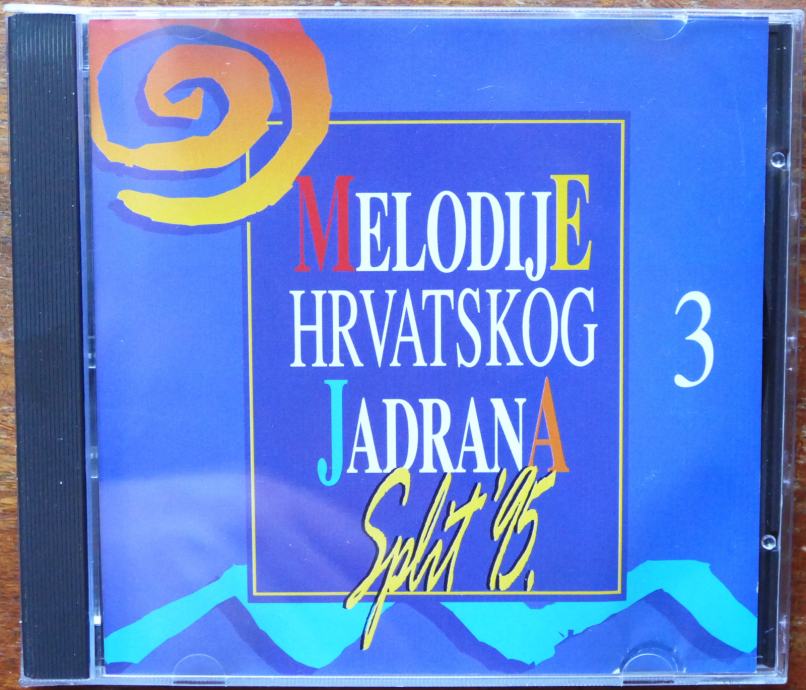 MELODIJE
HRVATSKOG
JADRANA
Split '95.
3